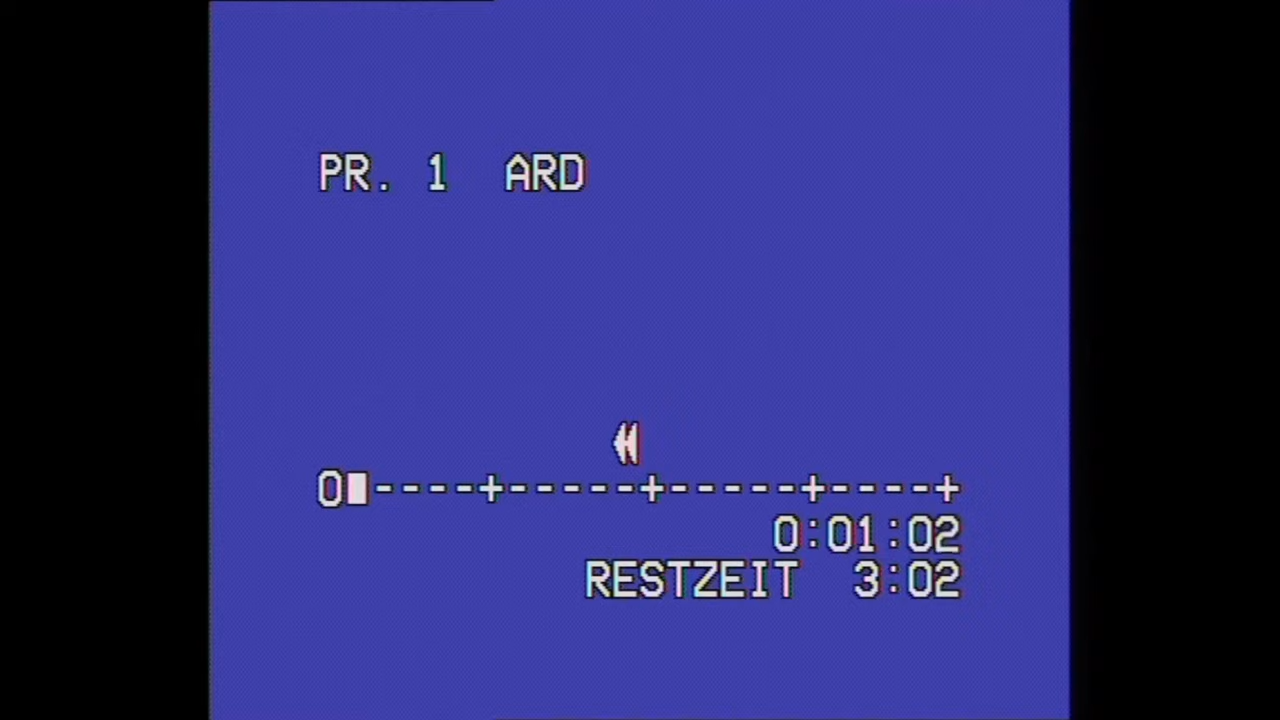 PR. 1 ARD
0■----+-----+-----+----+
0:01:02
RESTZEIT 3:02